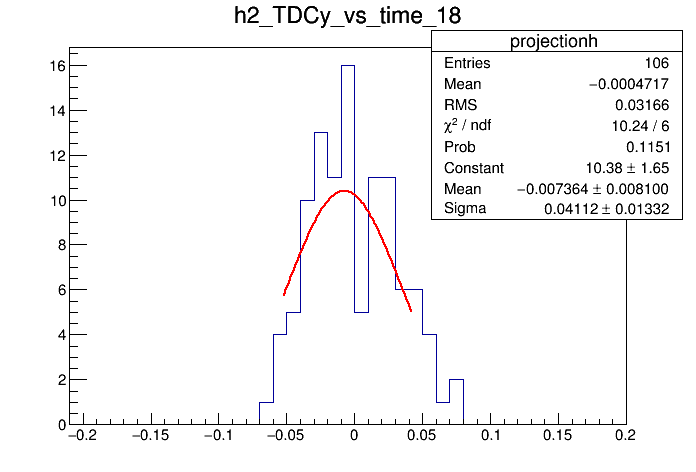 h2_TDCy_vs_time_18
projectionh
Entries 106
Mean −0.0004717
RMS 0.03166
χ² / ndf 10.24 / 6
Prob 0.1151
Constant 10.38 ± 1.65
Mean −0.007364 ± 0.008100
Sigma 0.04112 ± 0.01332
16
14
12
10
8
6
4
2
0
−0.2 −0.15 −0.1 −0.05 0 0.05 0.1 0.15 0.2